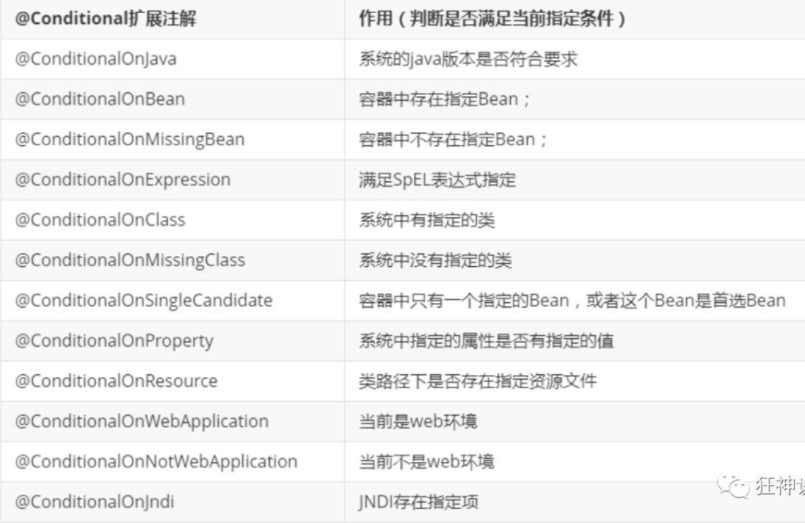 @Conditional扩展注解 作用（判断是否满足当前指定条件）
@ConditionalOnJava 系统的java版本是否符合要求
@ConditionalOnBean 容器中存在指定Bean；
@ConditionalOnMissingBean 容器中不存在指定Bean；
@ConditionalOnExpression 满足SpEL表达式指定
@ConditionalOnClass 系统中有指定的类
@ConditionalOnMissingClass 系统中没有指定的类
@ConditionalOnSingleCandidate 容器中只有一个指定的Bean，或者这个Bean是首选Bean
@ConditionalOnProperty 系统中指定的属性是否有指定的值
@ConditionalOnResource 类路径下是否存在指定资源文件
@ConditionalOnWebApplication 当前是web环境
@ConditionalOnNotWebApplication 当前不是web环境
@ConditionalOnJndi JNDI存在指定项
狂神